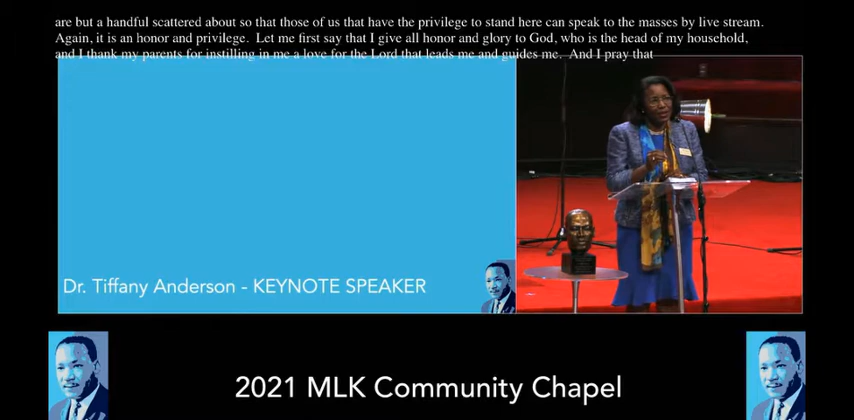 are but a handful scattered about so that those of us that have the privilege to stand here can speak to the masses by live stream.
Again, it is an honor and privilege.  Let me first say that I give all honor and glory to God, who is the head of my household,
and I thank my parents for instilling in me a love for the Lord that leads me and guides me.  And I pray that
Dr. Tiffany Anderson - KEYNOTE SPEAKER
2021 MLK Community Chapel